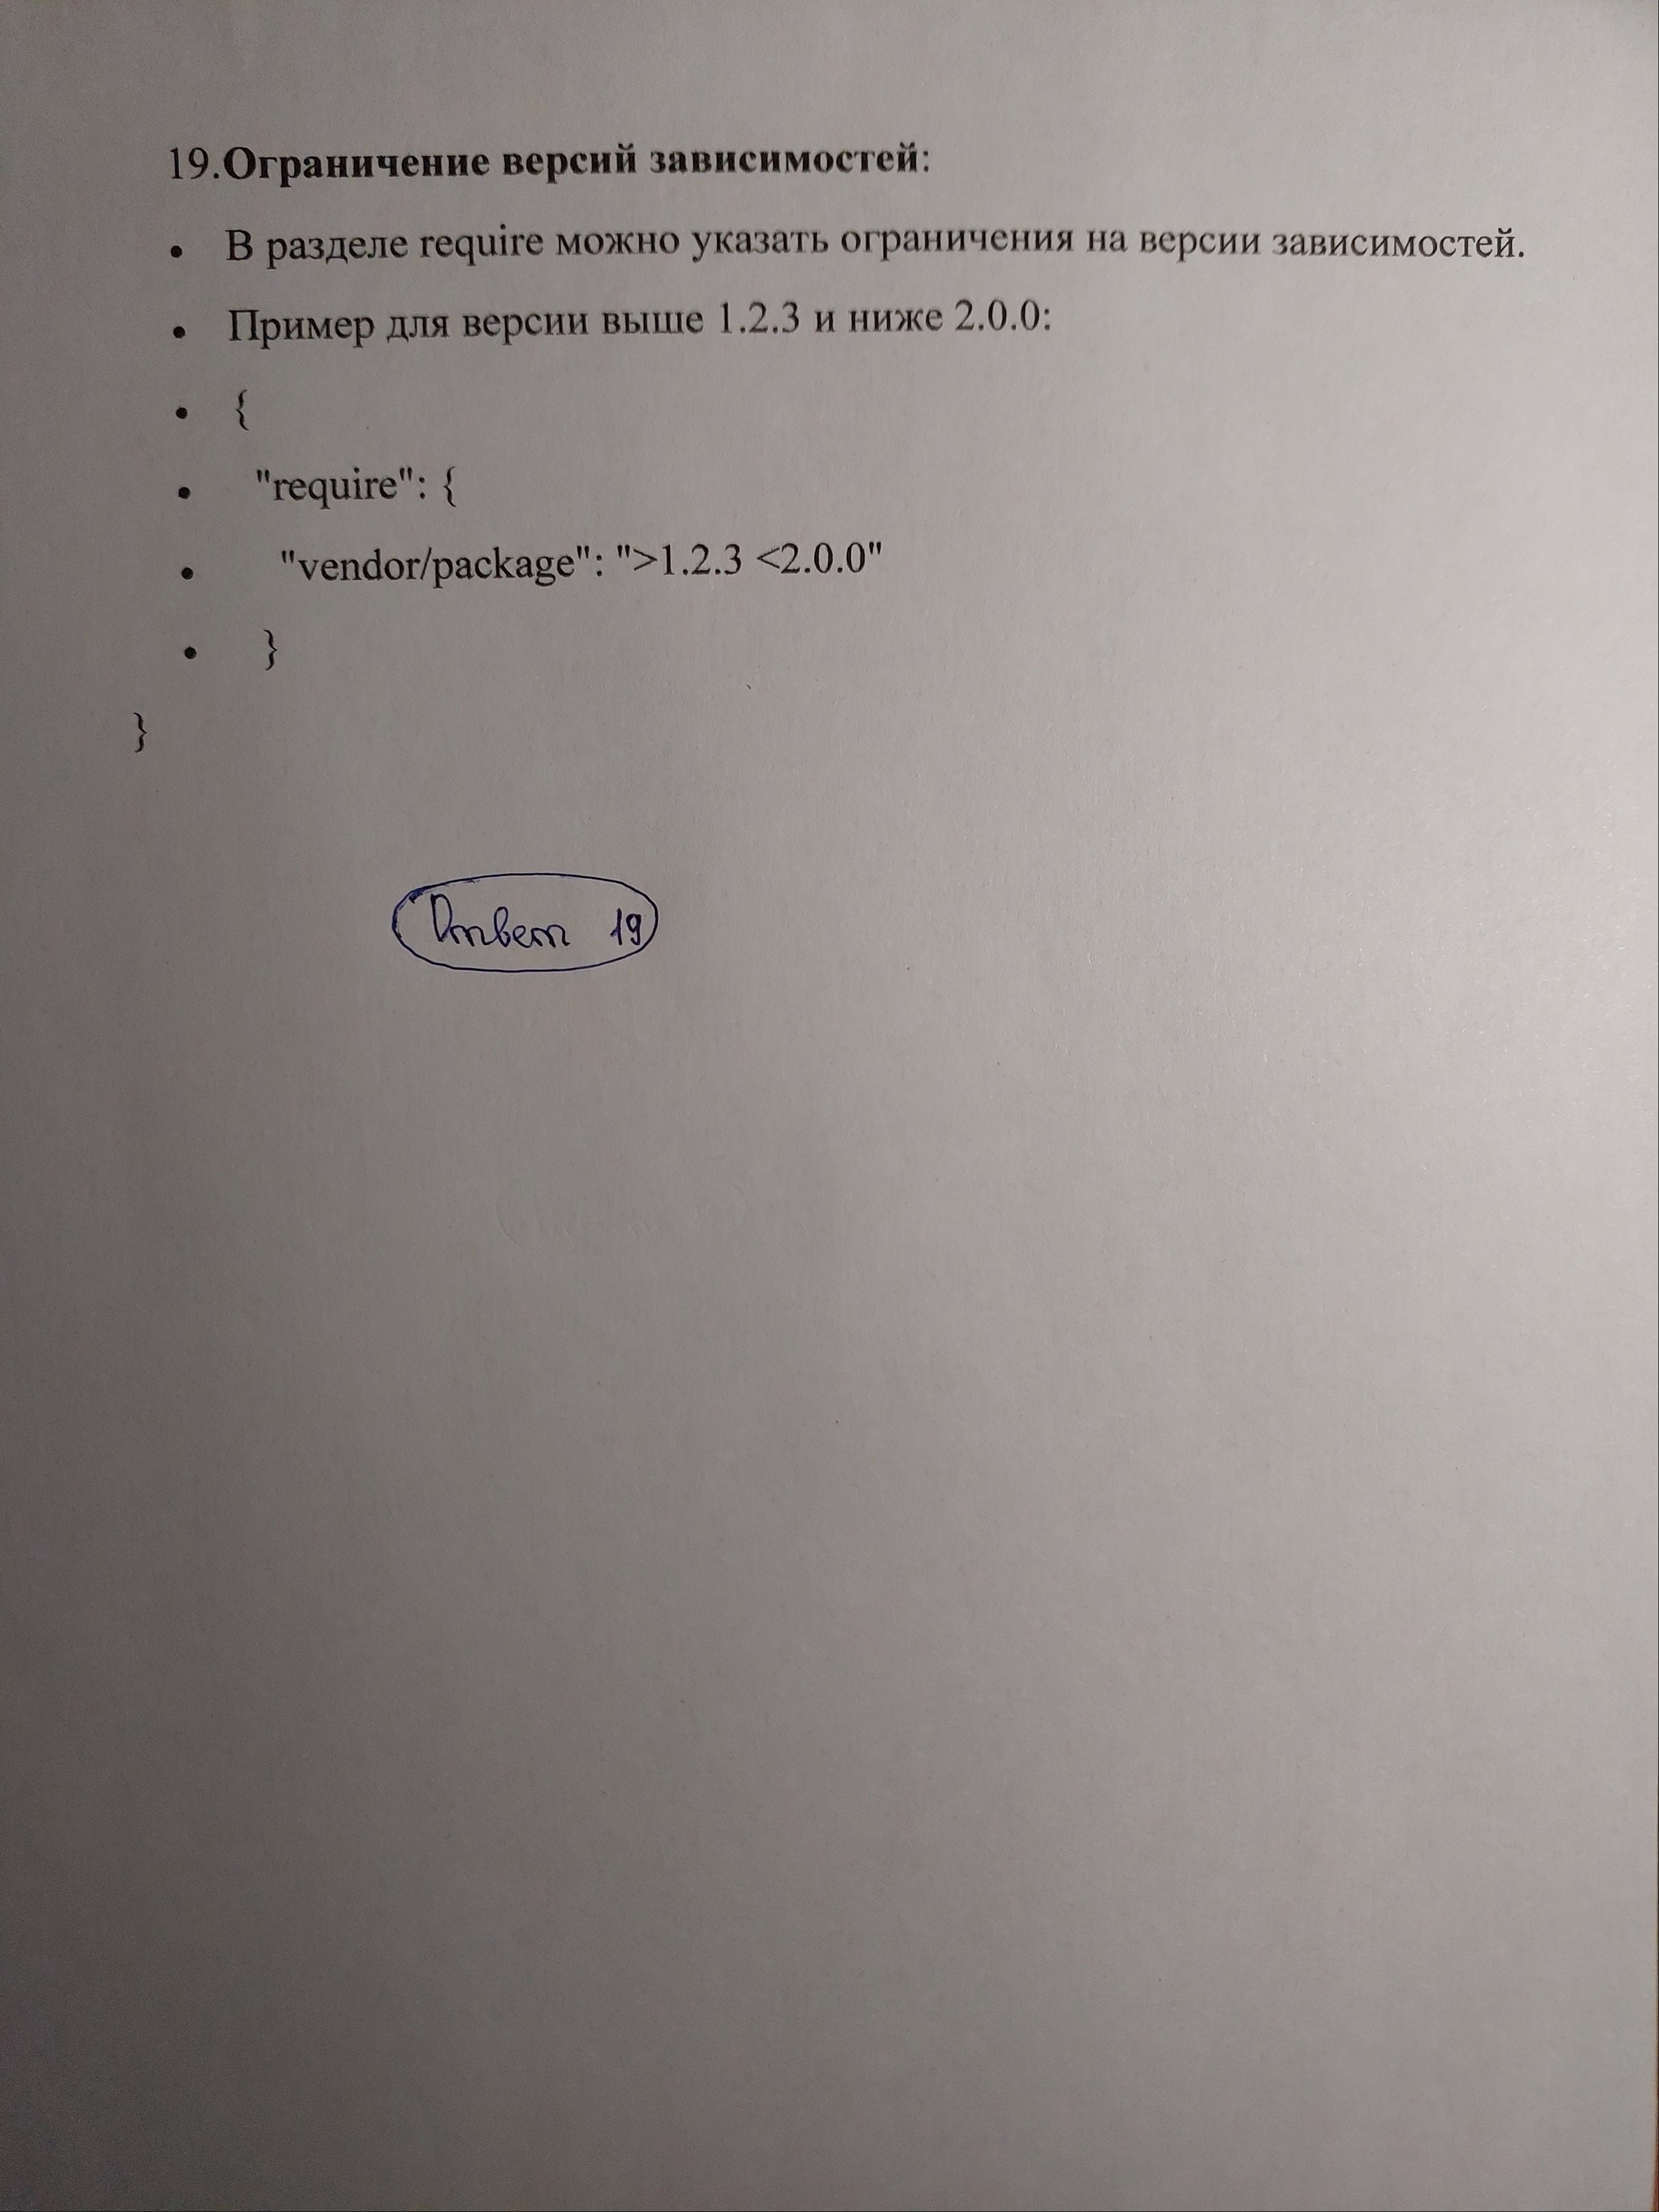 19.Ограничение версий зависимостей:
• В разделе require можно указать ограничения на версии зависимостей.
• Пример для версии выше 1.2.3 и ниже 2.0.0:
• {
• "require": {
• "vendor/package": ">1.2.3 <2.0.0"
• }
}
Ответ 19